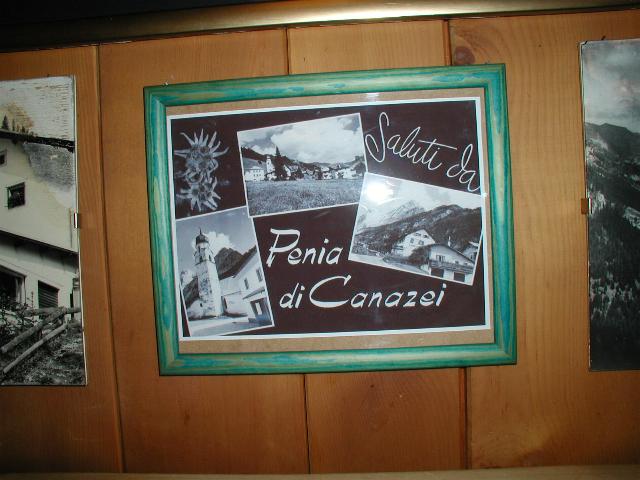 Saluti da
Penia
di Canazei